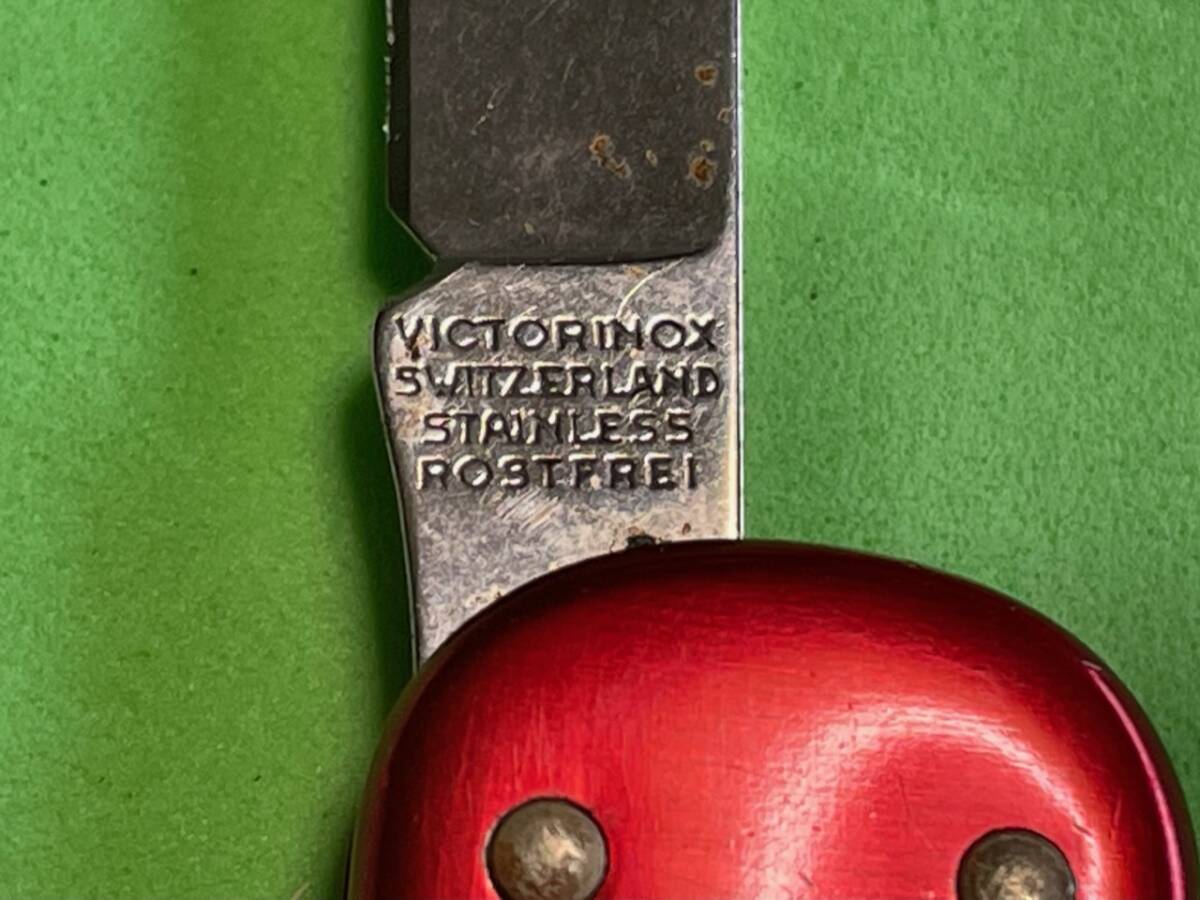 VICTORINOX
SWITZERLAND
STAINLESS
ROSTFREI